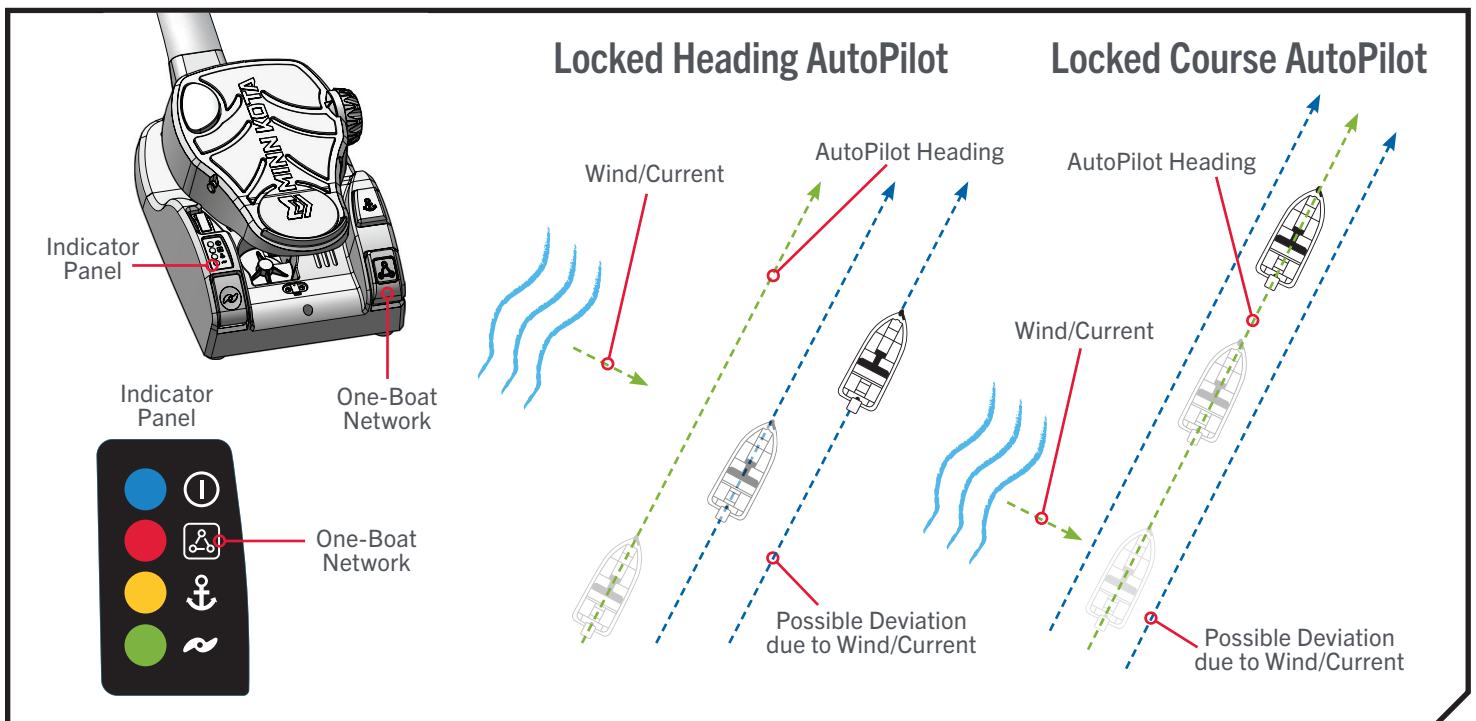 MINN KOTA
Indicator
Panel
One-Boat
Network
Indicator
Panel
One-Boat
Network
Locked Heading AutoPilot
Wind/Current
AutoPilot Heading
Possible Deviation
due to Wind/Current
Locked Course AutoPilot
AutoPilot Heading
Wind/Current
Possible Deviation
due to Wind/Current